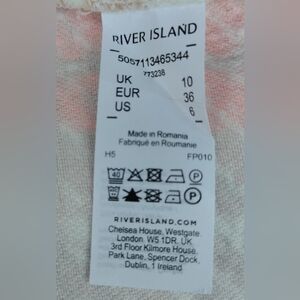 RIVER ISLAND
5057113465344
773238
UK 10
EUR 36
US 6
Made in Romania
Fabriqué en Roumanie
H5 FP010
40 P
P
RIVERISLAND.COM
Chelsea House, Westgate
London W5 1DR. UK
3rd Floor Kilmore House,
Park Lane, Spencer Dock,
Dublin, 1 Ireland